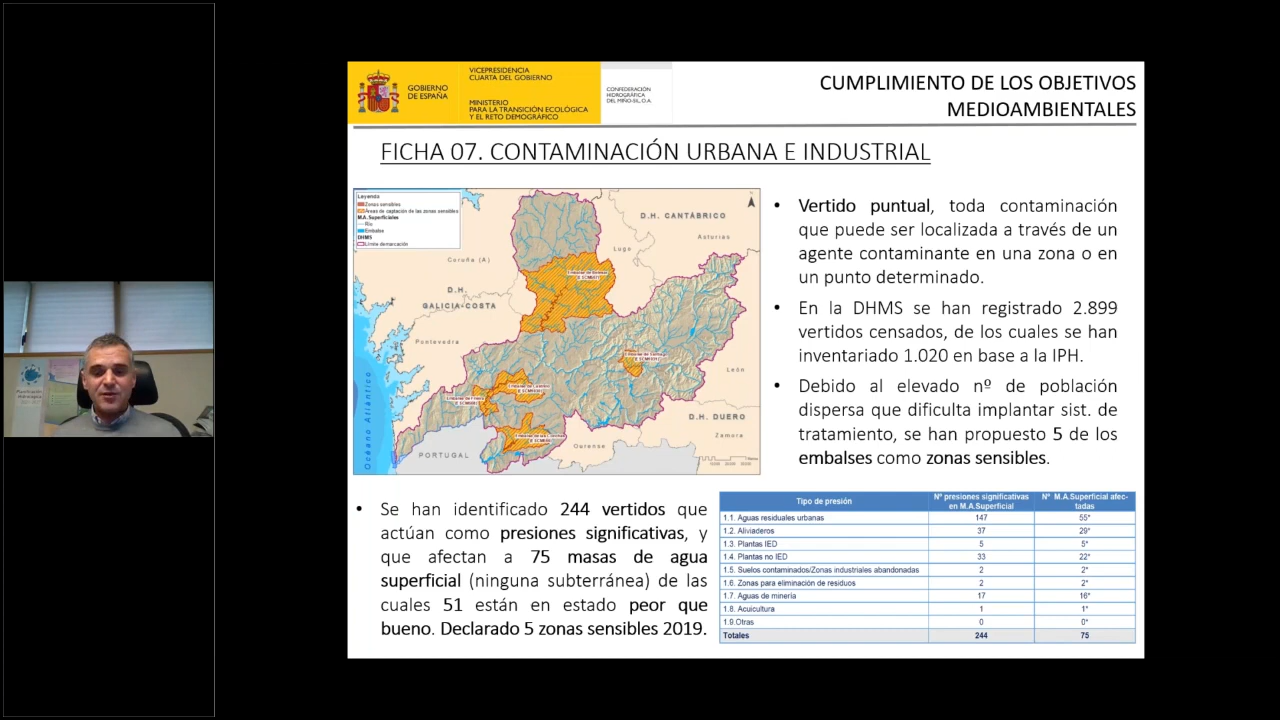 GOBIERNO
DE ESPAÑA
VICEPRESIDENCIA
CUARTA DEL GOBIERNO
MINISTERIO
PARA LA TRANSICIÓN ECOLÓGICA
Y EL RETO DEMOGRÁFICO
CONFEDERACIÓN
HIDROGRÁFICA
DEL MIÑO-SIL, O.A.
CUMPLIMIENTO DE LOS OBJETIVOS
MEDIOAMBIENTALES
FICHA 07. CONTAMINACIÓN URBANA E INDUSTRIAL
Leyenda
Zonas sensibles
Áreas de captación de las zonas sensibles
M.A.Superficiales
Río
Embalse
DHMS
Límite demarcación
N
D.H. CANTÁBRICO
Asturias
Lugo
Coruña (A)
D.H.
GALICIA-COSTA
Pontevedra
León
D.H. DUERO
Zamora
Ourense
PORTUGAL
Océano Atlántico
• Vertido puntual, toda contaminación
que puede ser localizada a través de un
agente contaminante en una zona o en
un punto determinado.
• En la DHMS se han registrado 2.899
vertidos censados, de los cuales se han
inventariado 1.020 en base a la IPH.
• Debido al elevado nº de población
dispersa que dificulta implantar sist. de
tratamiento, se han propuesto 5 de los
embalses como zonas sensibles.
• Se han identificado 244 vertidos que
actúan como presiones significativas, y
que afectan a 75 masas de agua
superficial (ninguna subterránea) de las
cuales 51 están en estado peor que
bueno. Declarado 5 zonas sensibles 2019.
Tipo de presión Nº presiones significativas en M.A.Superficial Nº M.A.Superficial afectadas
1.1. Aguas residuales urbanas 147 55*
1.2. Aliviaderos 37 29*
1.3. Plantas IED 5 5*
1.4. Plantas no IED 33 22*
1.5. Suelos contaminados/Zonas industriales abandonadas 2 2*
1.6. Zonas para eliminación de residuos 2 2*
1.7. Aguas de minería 17 16*
1.8. Acuicultura 1 1*
1.9.Otras 0 0*
Totales 244 75